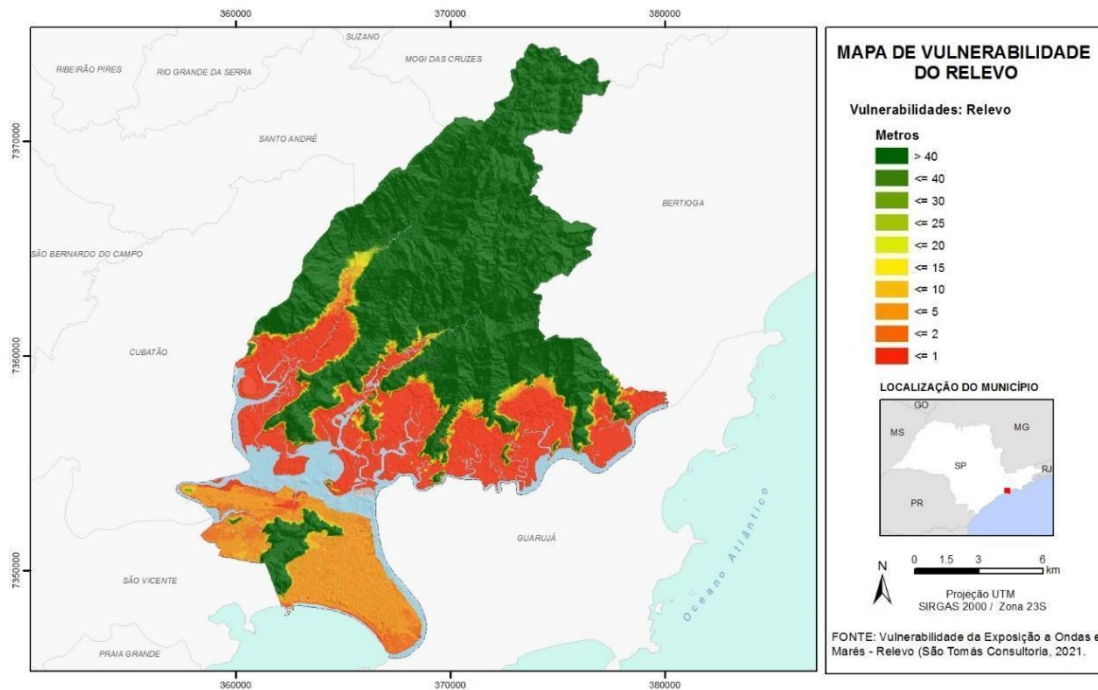 360000 370000 380000
SUZANO
MOGI DAS CRUZES
RIBEIRÃO PIRES
RIO GRANDE DA SERRA
7370000
SANTO ANDRÉ
BERTIOGA
SÃO BERNARDO DO CAMPO
7360000
CUBATÃO
GUARUJÁ
Oceano Atlântico
7350000
SÃO VICENTE
PRAIA GRANDE
360000 370000 380000
MAPA DE VULNERABILIDADE
DO RELEVO
Vulnerabilidades: Relevo
Metros
> 40
<= 40
<= 30
<= 25
<= 20
<= 15
<= 10
<= 5
<= 2
<= 1
LOCALIZAÇÃO DO MUNICÍPIO
GO
MS
MG
SP
RJ
PR
N
0 1.5 3 6
km
Projeção UTM
SIRGAS 2000 / Zona 23S
FONTE: Vulnerabilidade da Exposição a Ondas e
Marés - Relevo (São Tomás Consultoria, 2021.